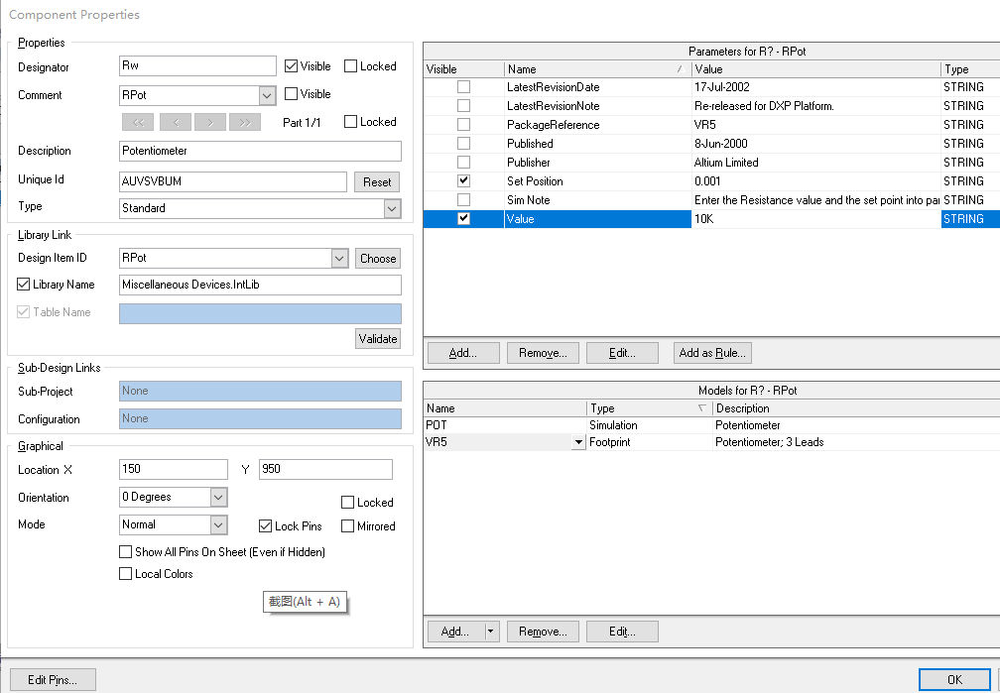 Component Properties
Properties
Designator Rw Visible Locked
Comment RPot Visible
<< < > >> Part 1/1 Locked
Description Potentiometer
Unique Id AUVSVBUM Reset
Type Standard
Library Link
Design Item ID RPot Choose
Library Name Miscellaneous Devices.IntLib
Table Name
Validate
Sub-Design Links
Sub-Project None
Configuration None
Graphical
Location X 150 Y 950
Orientation 0 Degrees Locked
Mode Normal Lock Pins Mirrored
Show All Pins On Sheet (Even if Hidden)
Local Colors
截图(Alt + A)
Parameters for R? - RPot
Visible Name Value Type
LatestRevisionDate 17-Jul-2002 STRING
LatestRevisionNote Re-released for DXP Platform. STRING
PackageReference VR5 STRING
Published 8-Jun-2000 STRING
Publisher Altium Limited STRING
Set Position 0.001 STRING
Sim Note Enter the Resistance value and the set point into par STRING
Value 10K STRING
Add... Remove... Edit... Add as Rule...
Models for R? - RPot
Name Type Description
POT Simulation Potentiometer
VR5 Footprint Potentiometer; 3 Leads
Add... Remove... Edit...
Edit Pins... OK